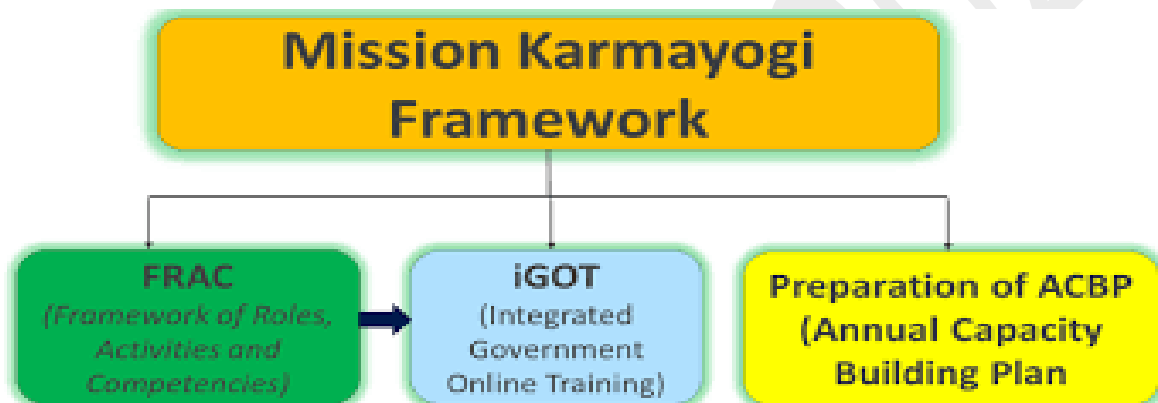 Mission Karmayogi
Framework
FRAC
(Framework of Roles,
Activities and
Competencies)
iGOT
(Integrated
Government
Online Training)
Preparation of ACBP
(Annual Capacity
Building Plan